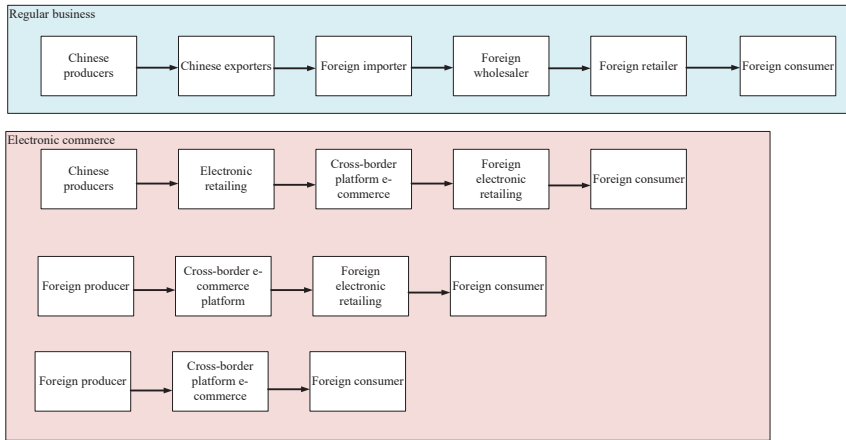 Regular business
Chinese
producers
Chinese exporters
Foreign importer
Foreign
wholesaler
Foreign retailer
Foreign consumer
Electronic commerce
Chinese
producers
Electronic
retailing
Cross-border
platform e-
commerce
Foreign
electronic
retailing
Foreign consumer
Foreign producer
Cross-border e-
commerce
platform
Foreign
electronic
retailing
Foreign consumer
Foreign producer
Cross-border
platform e-
commerce
Foreign consumer